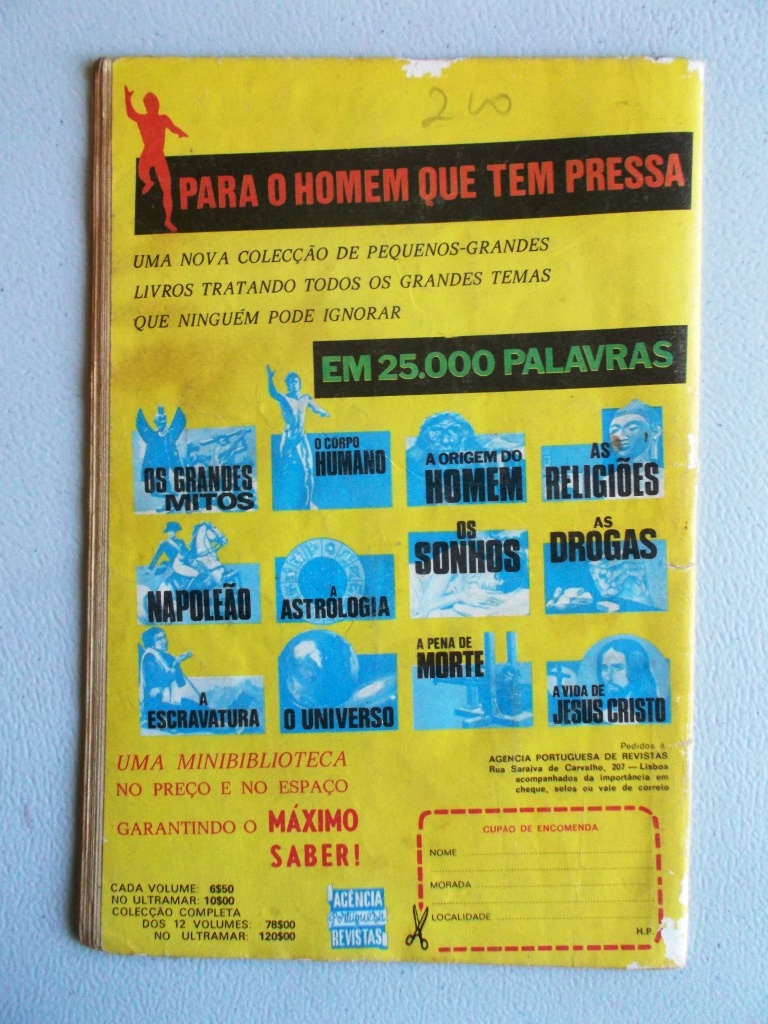 200
PARA O HOMEM QUE TEM PRESSA
UMA NOVA COLECÇÃO DE PEQUENOS-GRANDES
LIVROS TRATANDO TODOS OS GRANDES TEMAS
QUE NINGUÉM PODE IGNORAR
EM 25.000 PALAVRAS
OS GRANDES
MITOS
O CORPO
HUMANO
A ORIGEM DO
HOMEM
AS
RELIGIÕES
NAPOLEÃO
A
ASTROLOGIA
OS
SONHOS
AS
DROGAS
A
ESCRAVATURA
O UNIVERSO
A PENA DE
MORTE
A VIDA DE
JESUS CRISTO
UMA MINIBIBLIOTECA
NO PREÇO E NO ESPAÇO
GARANTINDO O MÁXIMO
SABER!
Pedidos à
AGÊNCIA PORTUGUESA DE REVISTAS
Rua Saraiva de Carvalho, 207 — Lisboa
acompanhados da importância em
cheque, selos ou vale de correio
CUPÃO DE ENCOMENDA
NOME
MORADA
LOCALIDADE
H.P.
CADA VOLUME: 6$50
NO ULTRAMAR: 10$00
COLECÇÃO COMPLETA
DOS 12 VOLUMES: 78$00
NO ULTRAMAR: 120$00
AGÊNCIA
Portuguesa
REVISTAS